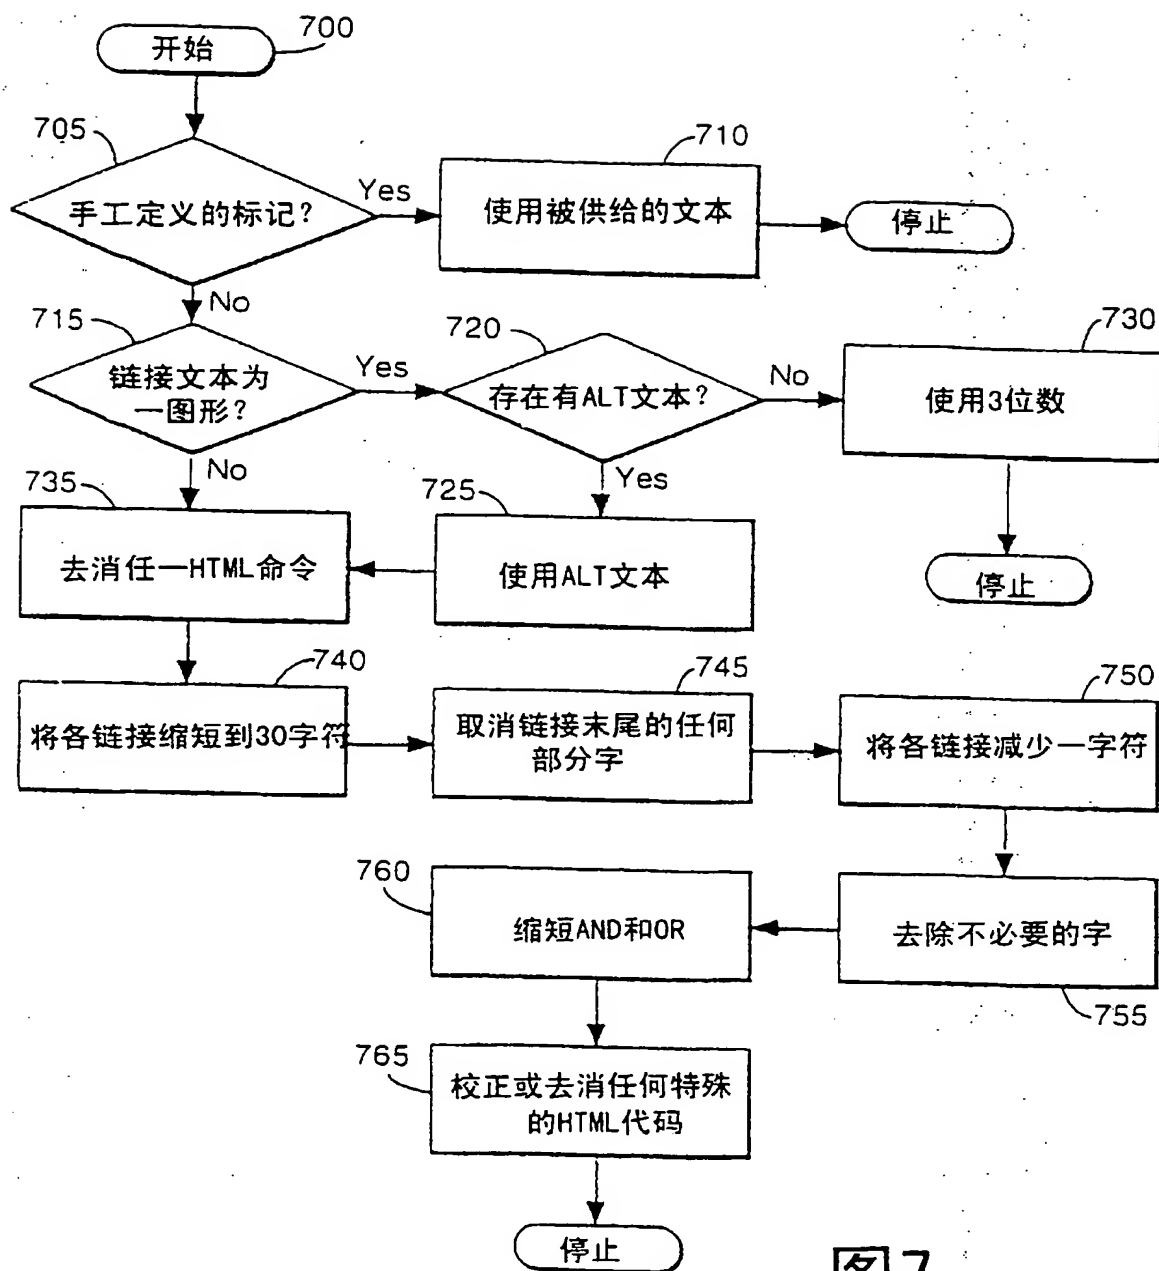 开始
700
705
手工定义的标记?
Yes
710
使用被供给的文本
停止
No
715
链接文本为
一图形?
Yes
720
存在有ALT文本?
No
730
使用3位数
停止
No
Yes
735
去消任一HTML命令
725
使用ALT文本
740
将各链接缩短到30字符
745
取消链接末尾的任何
部分字
750
将各链接减少一字符
760
缩短AND和OR
去除不必要的字
755
765
校正或去消任何特殊
的HTML代码
停止
图7